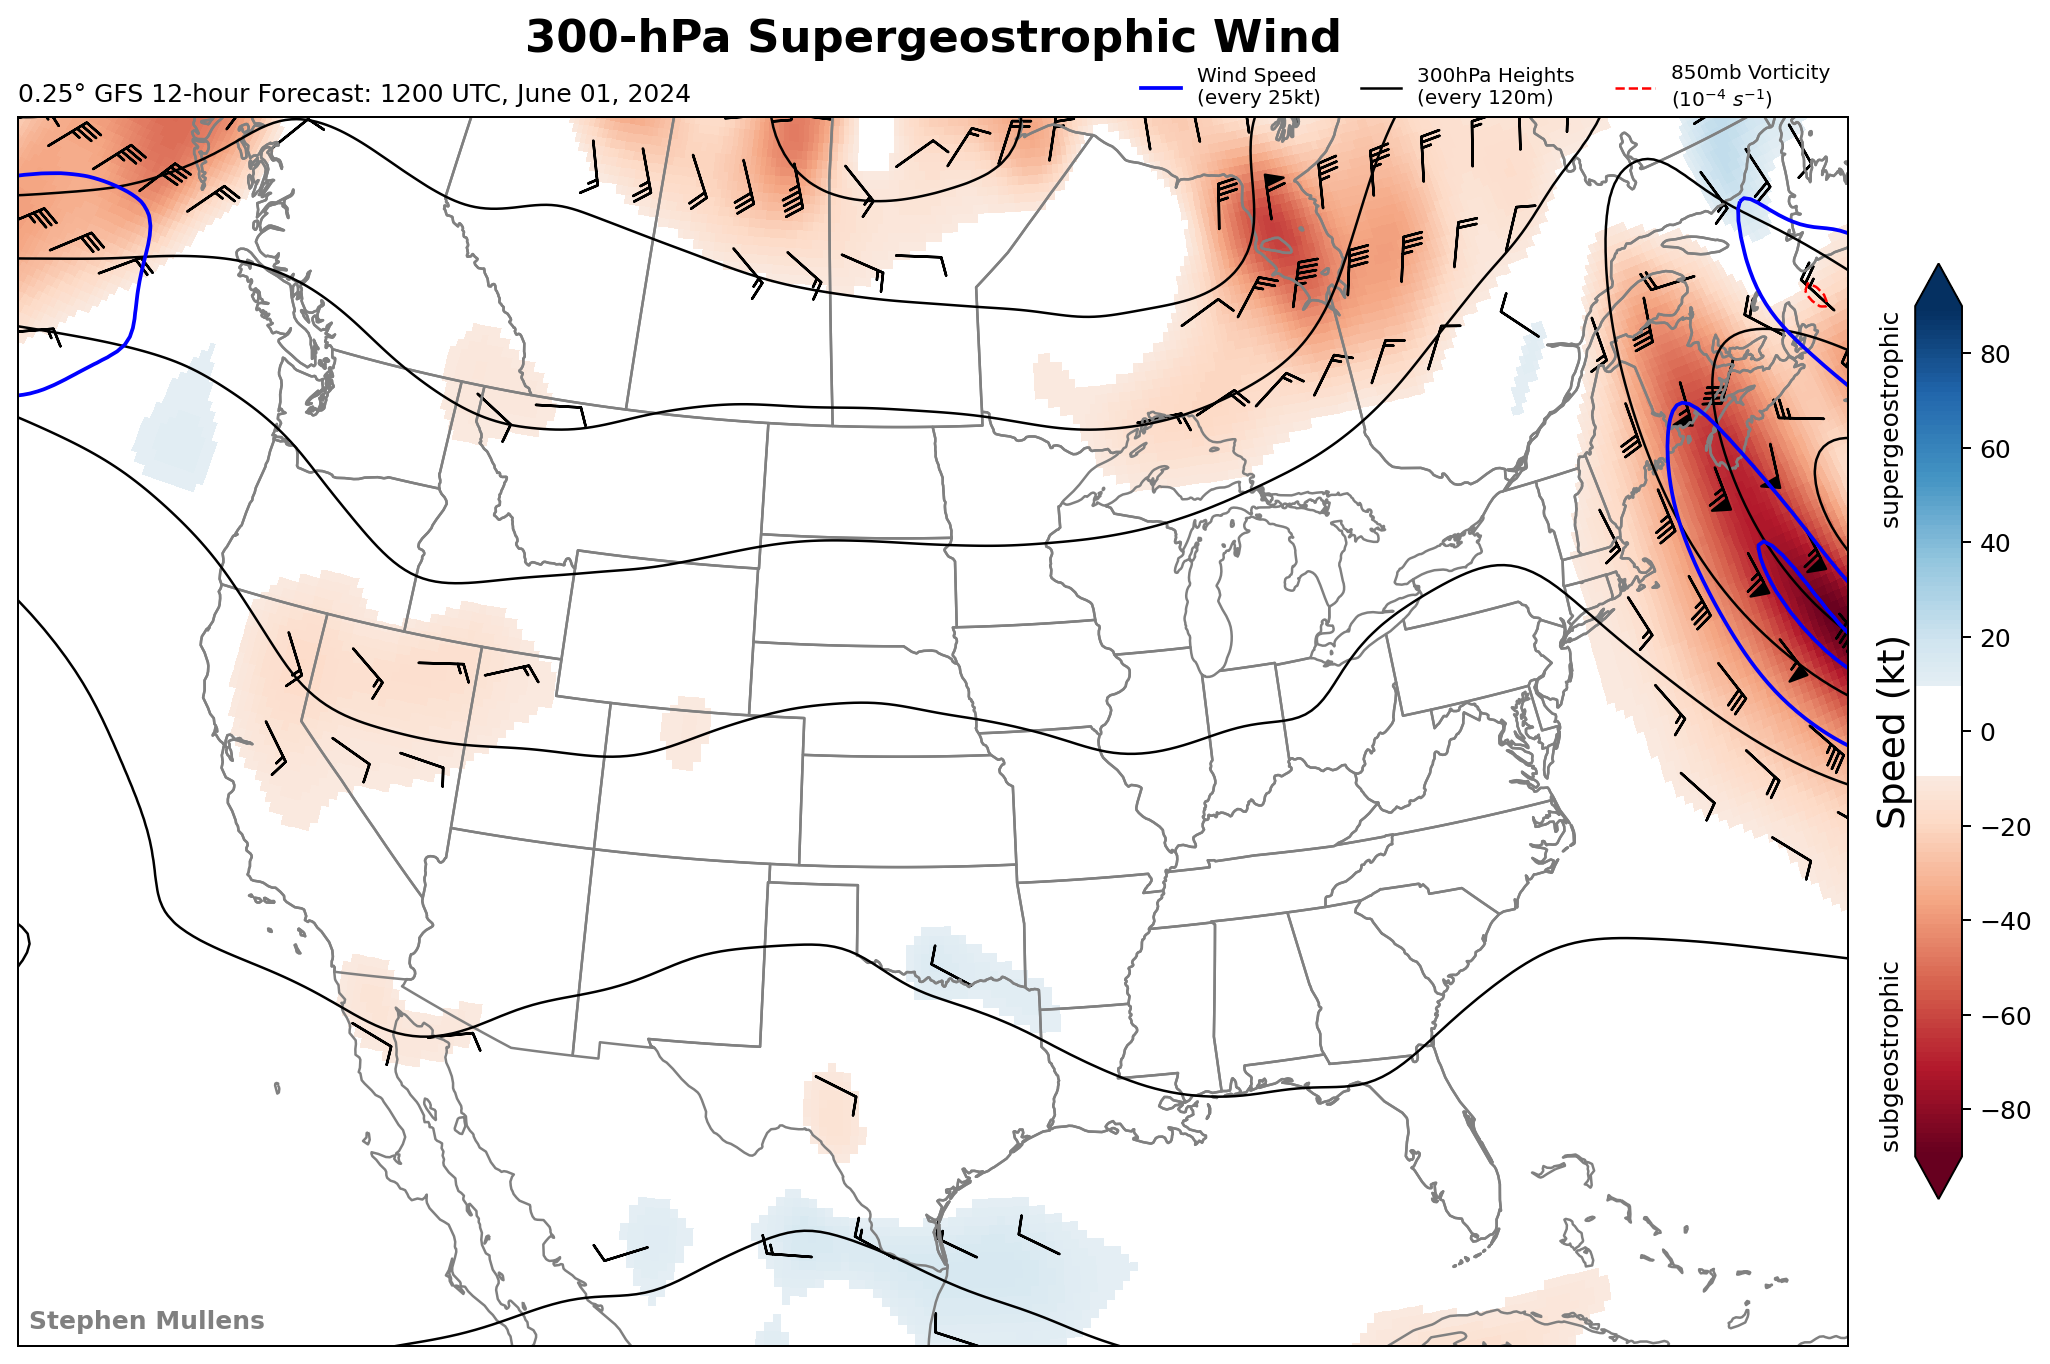 300-hPa Supergeostrophic Wind
0.25° GFS 12-hour Forecast: 1200 UTC, June 01, 2024
Wind Speed
(every 25kt)
300hPa Heights
(every 120m)
850mb Vorticity
(10⁻⁴ s⁻¹)
supergeostrophic
Speed (kt)
subgeostrophic
80
60
40
20
0
−20
−40
−60
−80
Stephen Mullens